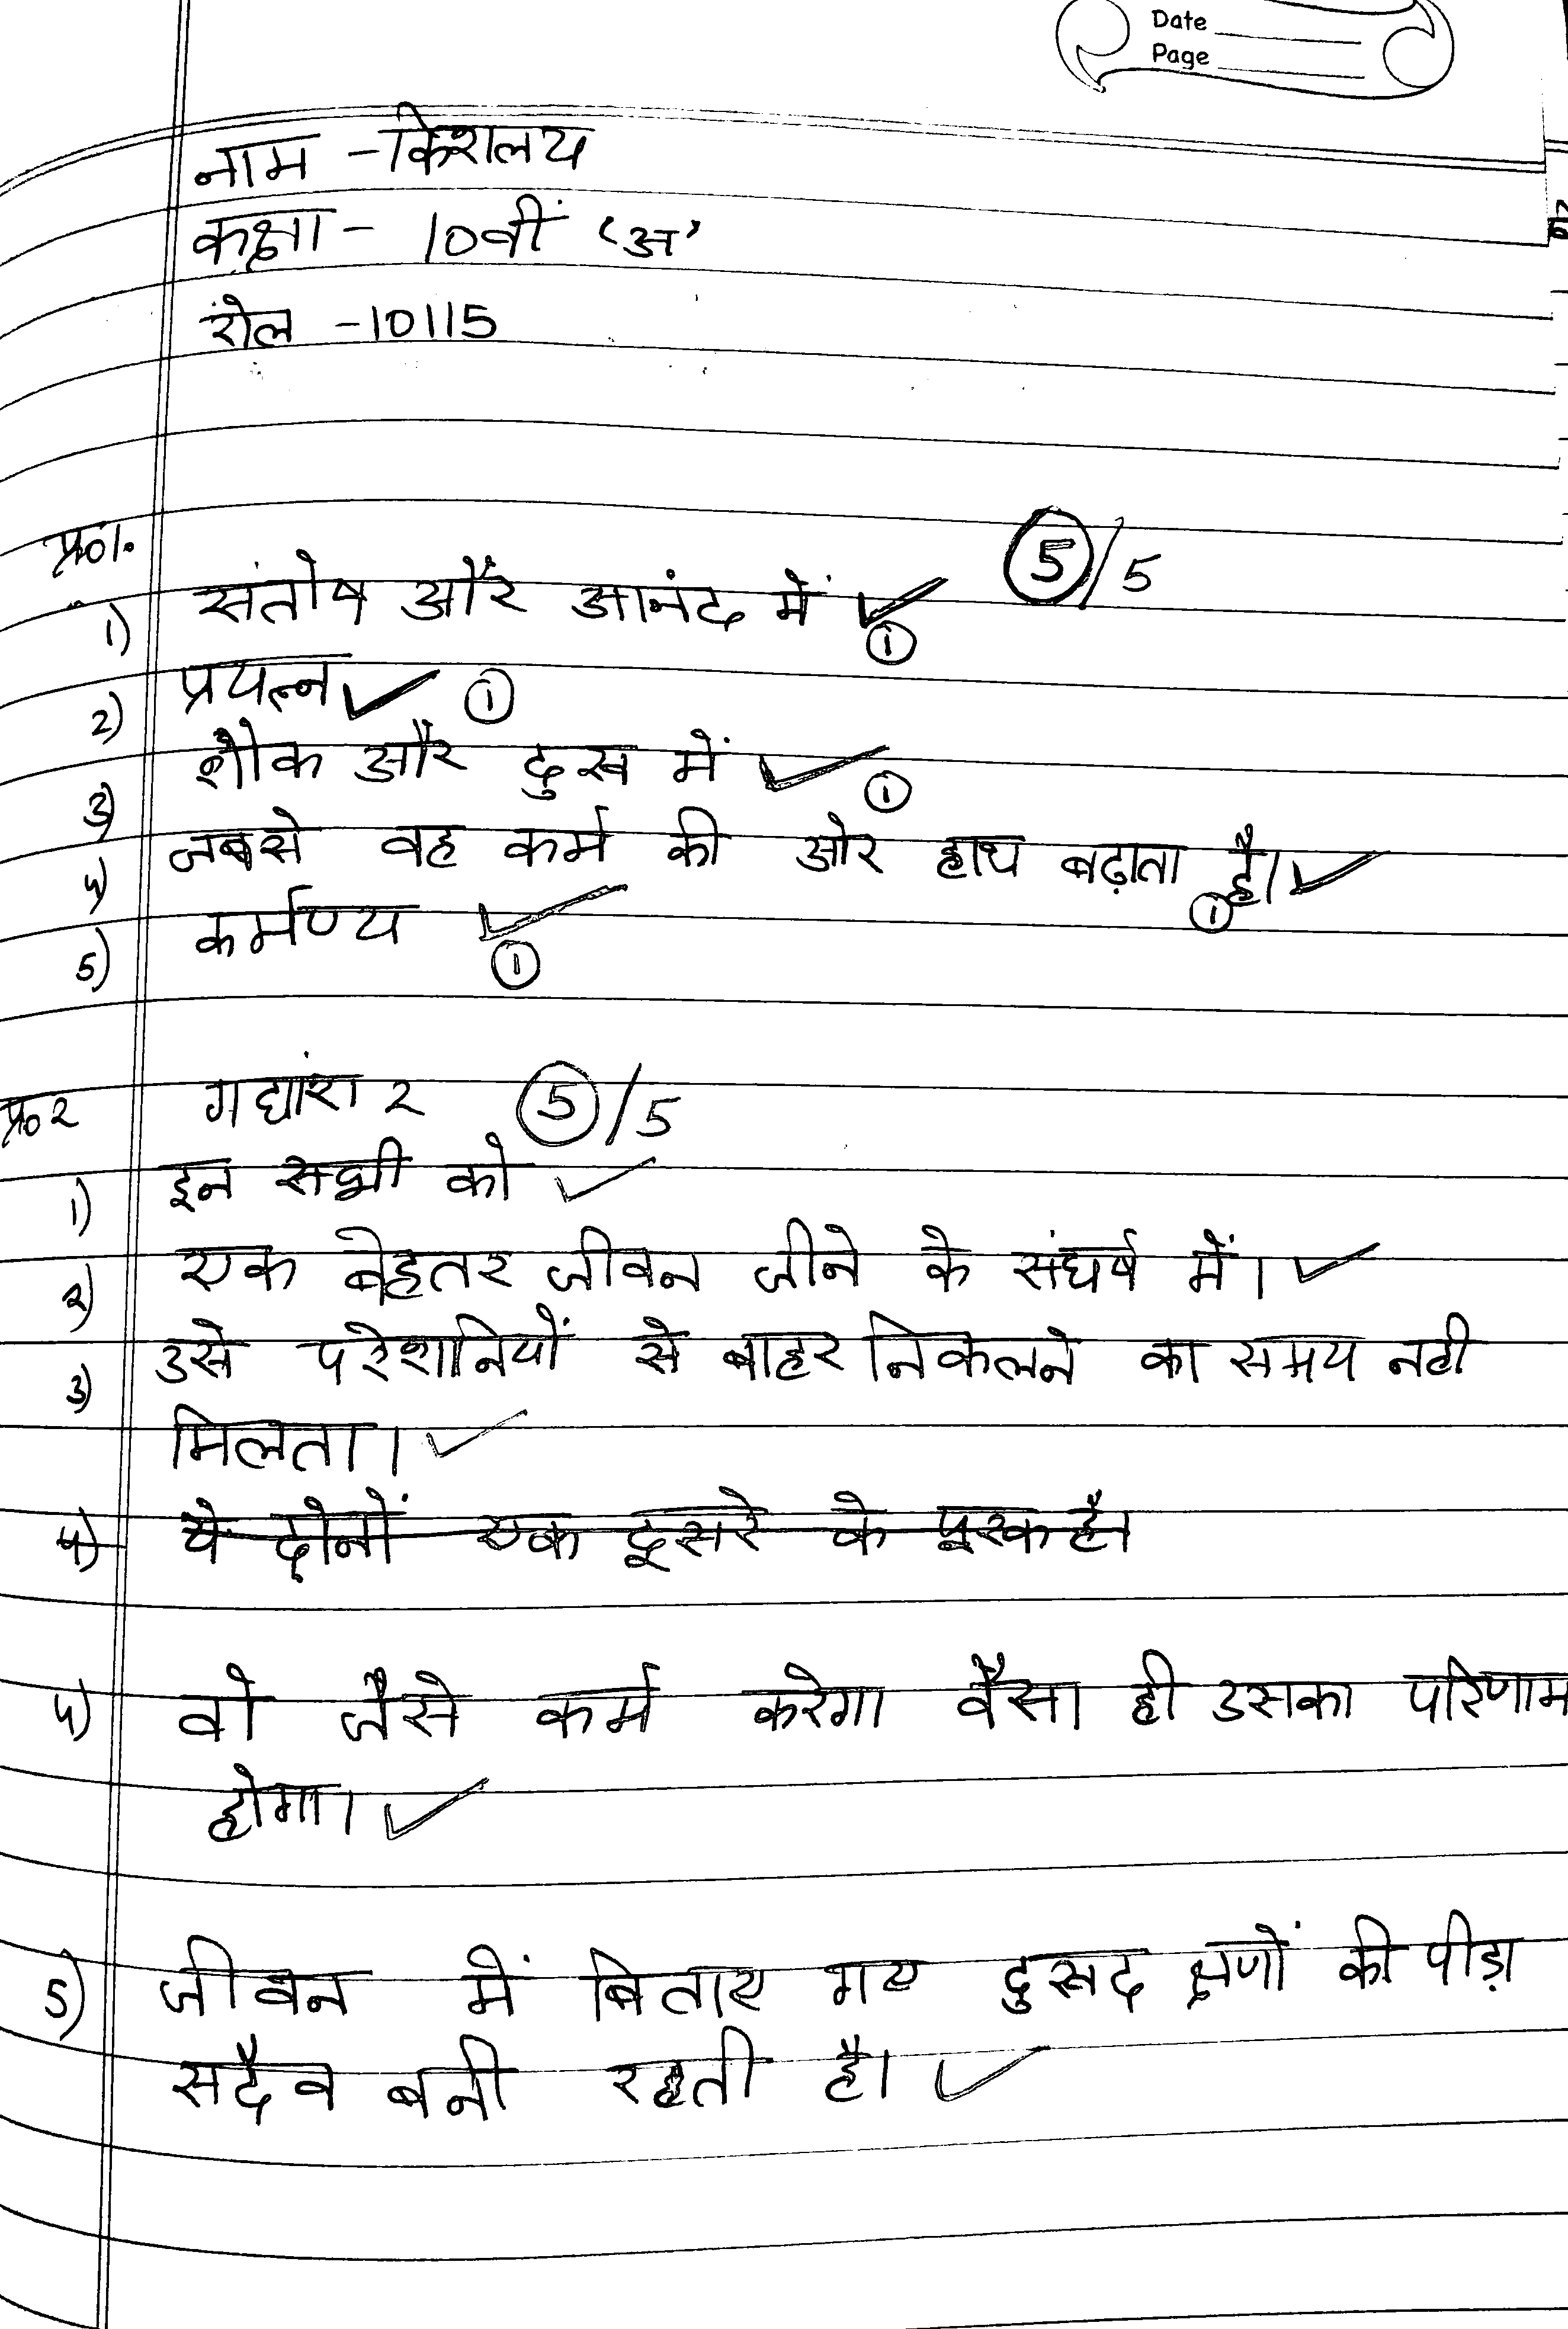 Date
Page
नाम - किशलय
कक्षा - 10वीं 'अ'
रोल - 10115
प्र०1.
5/5
1) संतोष और आनंद में ✓ 1
2) प्रयत्न ✓ 1
3) शौक और दुख में ✓ 1
4) जबसे वह कर्म की ओर हाथ बढ़ाता है। ✓ 1
5) कर्मण्य ✓ 1
प्र०2 गद्यांश 2 5/5
1) इन सभी को ✓
2) एक बेहतर जीवन जीने के संघर्ष में। ✓
3) उसे परेशानियों से बाहर निकलने का समय नही
मिलता। ✓
4) ये दोनों एक दूसरे के पूरक है।
4) वो जैसे कर्म करेगा वैसा ही उसका परिणाम
होगा। ✓
5) जीवन में बिताए गए दुखद क्षणों की पीड़ा
सदैव बनी रहती है। ✓